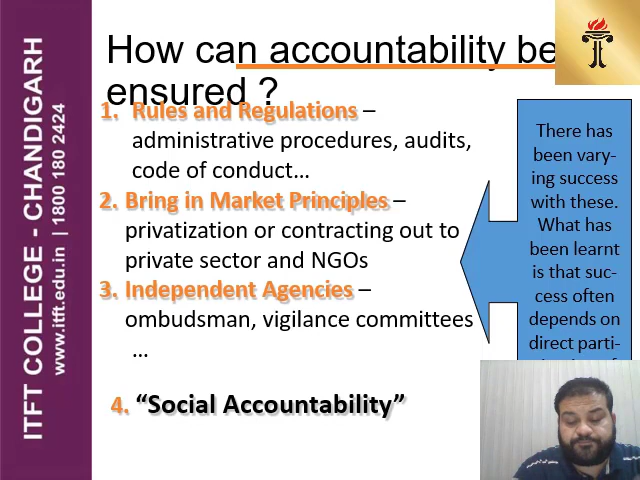 How can accountability be
ensured ?
1. Rules and Regulations –
administrative procedures, audits,
code of conduct…
2. Bring in Market Principles –
privatization or contracting out to
private sector and NGOs
3. Independent Agencies –
ombudsman, vigilance committees
…
4. “Social Accountability”
There has
been vary-
ing success
with these.
What has
been learnt
is that suc-
cess often
depends on
direct parti-
ITFT COLLEGE - CHANDIGARH
www.itft.edu.in | 1800 180 2424